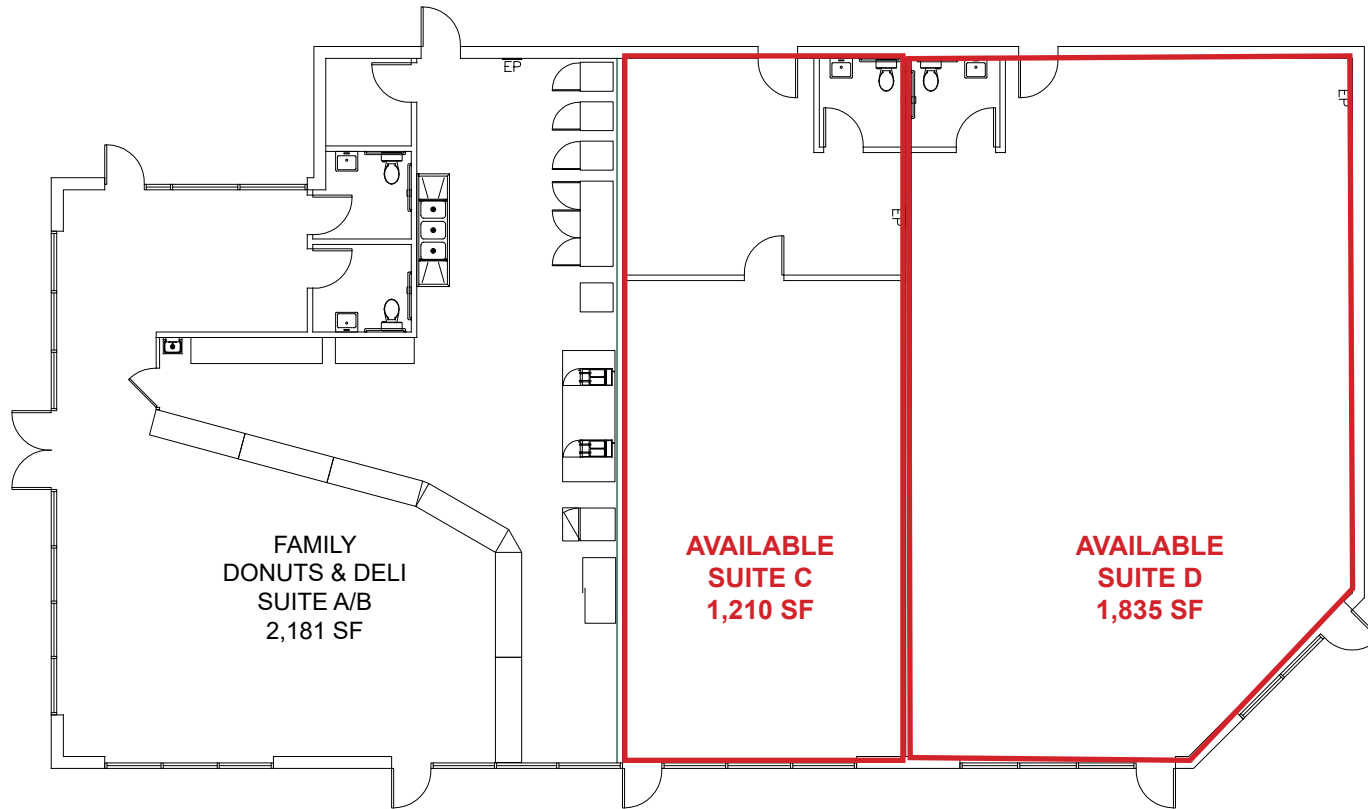 EP
EP
EP
FAMILY
DONUTS & DELI
SUITE A/B
2,181 SF
AVAILABLE
SUITE C
1,210 SF
AVAILABLE
SUITE D
1,835 SF